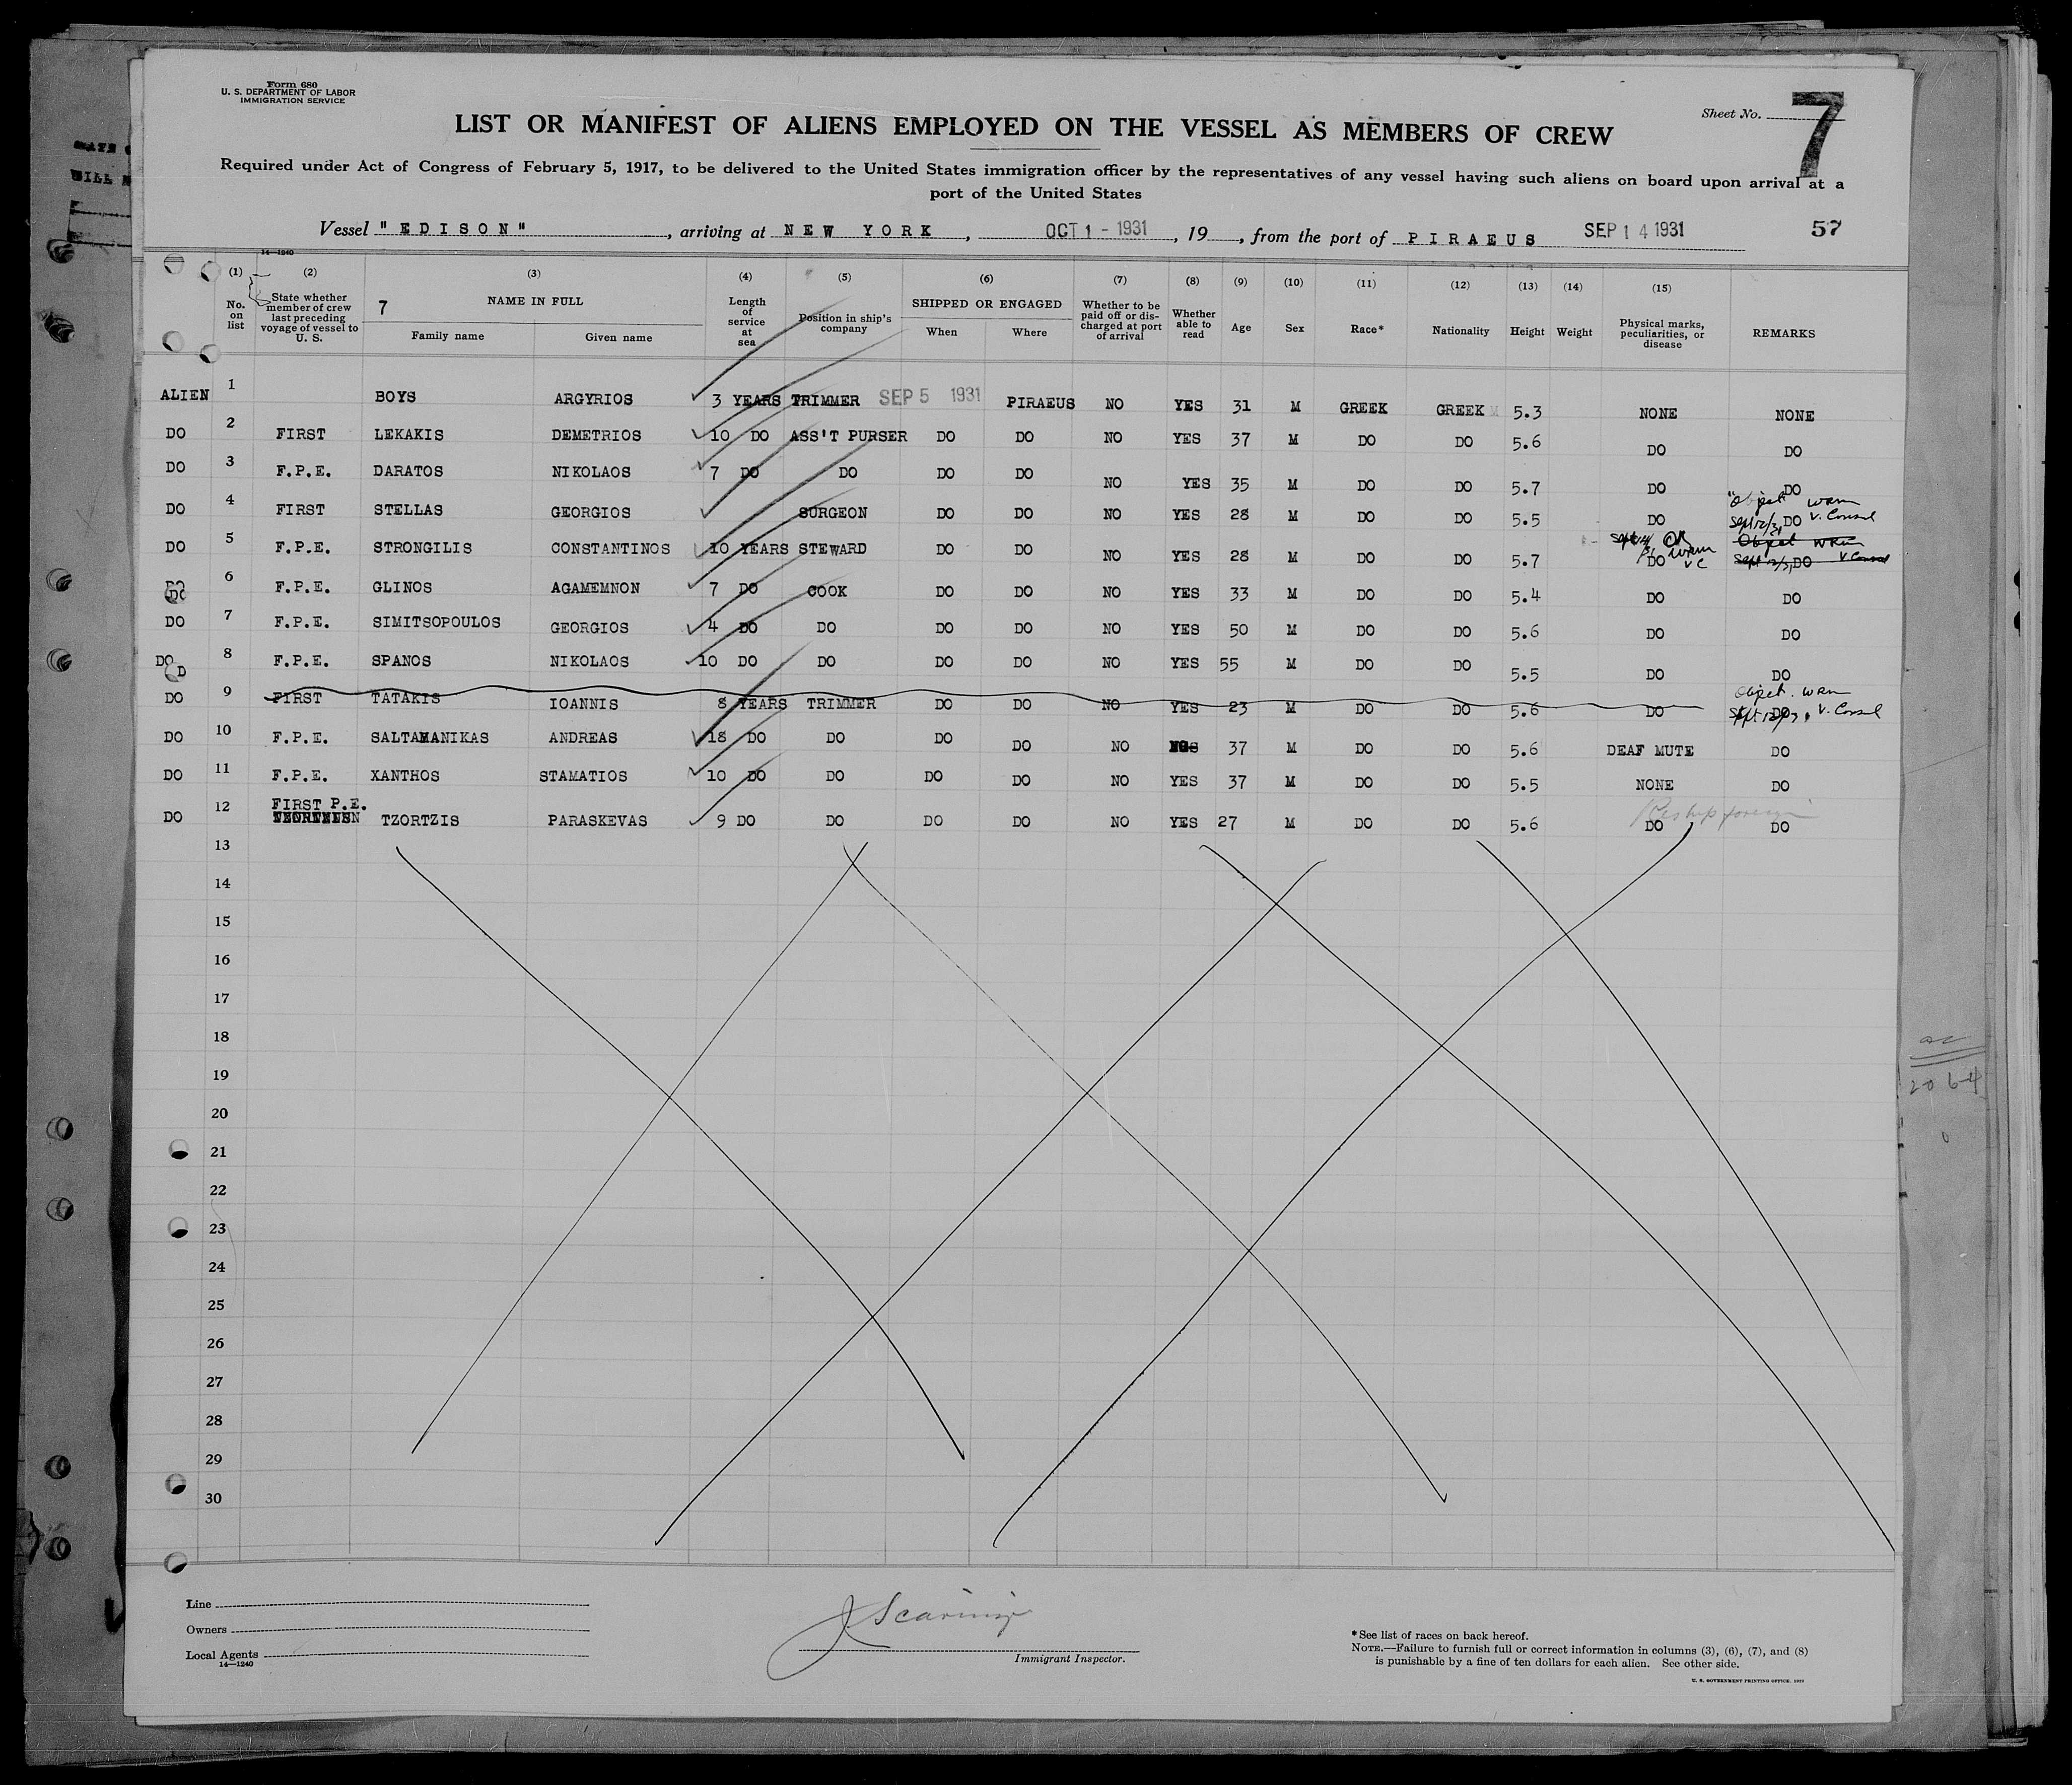 Form 680
U. S. DEPARTMENT OF LABOR
IMMIGRATION SERVICE
Sheet No. 7
LIST OR MANIFEST OF ALIENS EMPLOYED ON THE VESSEL AS MEMBERS OF CREW
Required under Act of Congress of February 5, 1917, to be delivered to the United States immigration officer by the representatives of any vessel having such aliens on board upon arrival at a
port of the United States
Vessel "EDISON", arriving at NEW YORK, OCT 1 - 1931, 19, from the port of PIRAEUS SEP 14 1931 57
14—1240
(1) (2) (3) (4) (5) (6) (7) (8) (9) (10) (11) (12) (13) (14) (15)
No. on list State whether member of crew last preceding voyage of vessel to U. S. 7 NAME IN FULL Family name Given name Length of service at sea Position in ship's company SHIPPED OR ENGAGED When Where Whether to be paid off or discharged at port of arrival Whether able to read Age Sex Race* Nationality Height Weight Physical marks, peculiarities, or disease REMARKS
ALIEN 1 BOYS ARGYRIOS 3 YEARS TRIMMER SEP 5 1931 PIRAEUS NO YES 31 M GREEK GREEK 5.3 NONE NONE
DO 2 FIRST LEKAKIS DEMETRIOS 10 DO ASS'T PURSER DO DO NO YES 37 M DO DO 5.6 DO DO
DO 3 F.P.E. DARATOS NIKOLAOS 7 DO DO DO DO NO YES 35 M DO DO 5.7 DO DO
DO 4 FIRST STELLAS GEORGIOS SURGEON DO DO NO YES 28 M DO DO 5.5 DO DO Sept 12/31 V. Consul
DO 5 F.P.E. STRONGILIS CONSTANTINOS 10 YEARS STEWARD DO DO NO YES 28 M DO DO 5.7 DO OK VC DO Sept 12/31 V Consul
DO 6 F.P.E. GLINOS AGAMEMNON 7 DO COOK DO DO NO YES 33 M DO DO 5.4 DO DO
DO 7 F.P.E. SIMITSOPOULOS GEORGIOS 4 DO DO DO DO NO YES 50 M DO DO 5.6 DO DO
DO 8 F.P.E. SPANOS NIKOLAOS 10 DO DO DO DO NO YES 55 M DO DO 5.5 DO DO
DO 9 FIRST TATAKIS IOANNIS 8 YEARS TRIMMER DO DO NO YES 23 M DO DO 5.6 DO DO V. Consul
DO 10 F.P.E. SALTAMANIKAS ANDREAS 18 DO DO DO DO NO 37 M DO DO 5.6 DEAF MUTE DO
DO 11 F.P.E. XANTHOS STAMATIOS 10 DO DO DO DO NO YES 37 M DO DO 5.5 NONE DO
DO 12 FIRST P.E. TZORTZIS PARASKEVAS 9 DO DO DO DO NO YES 27 M DO DO 5.6 DO DO Reship foreign
13
14
15
16
17
18
19
20
21
22
23
24
25
26
27
28
29
30
Line
Owners
Local Agents
14—1240
Immigrant Inspector.
*See list of races on back hereof.
NOTE.—Failure to furnish full or correct information in columns (3), (6), (7), and (8)
is punishable by a fine of ten dollars for each alien. See other side.
U. S. GOVERNMENT PRINTING OFFICE